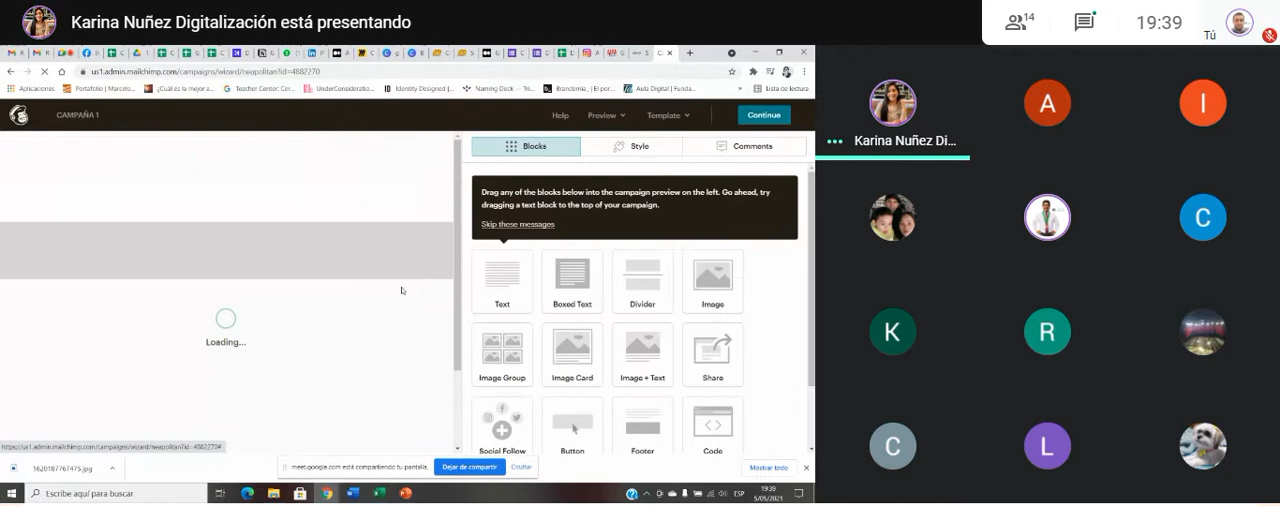 Karina Nuñez Digitalización está presentando
14
19:39
Tú
us1.admin.mailchimp.com/campaigns/wizard/neapolitan?id=4882270
Aplicaciones
Portafolio | Marcelo...
¿Cuál es la mejor a...
Teacher Center: Cer...
UnderConsideratio...
Identity Designed |...
Naming Deck — Tri...
Brandemia_ | El por...
Aula Digital | Funda...
Lista de lectura
CAMPAÑA 1
Help
Preview
Template
Continue
Blocks
Style
Comments
Drag any of the blocks below into the campaign preview on the left. Go ahead, try
dragging a text block to the top of your campaign.
Skip these messages
Text
Boxed Text
Divider
Image
Image Group
Image Card
Image + Text
Share
Social Follow
Button
Footer
Code
Loading...
https://us1.admin.mailchimp.com/campaigns/wizard/neapolitan?id=4882270#
1620187767475.jpg
meet.google.com está compartiendo tu pantalla.
Dejar de compartir
Ocultar
Mostrar todo
Escribe aquí para buscar
ESP
19:39
5/05/2021
Karina Nuñez Di...
A
I
C
K
R
C
L